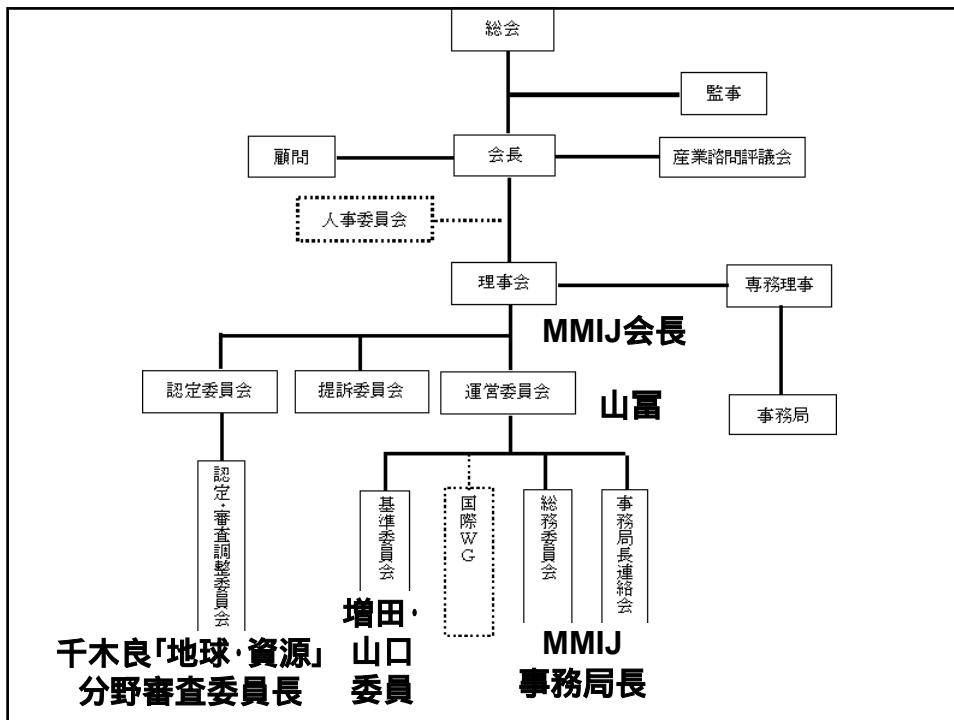 総会
監事
顧問
会長
産業諮問評議会
人事委員会
理事会
専務理事
MMIJ会長
認定委員会
提訴委員会
運営委員会
山冨
事務局
認定・審査調整委員会
基準委員会
国際WG
総務委員会
事務局長連絡会
千木良「地球・資源」
分野審査委員長
増田・
山口
委員
MMIJ
事務局長